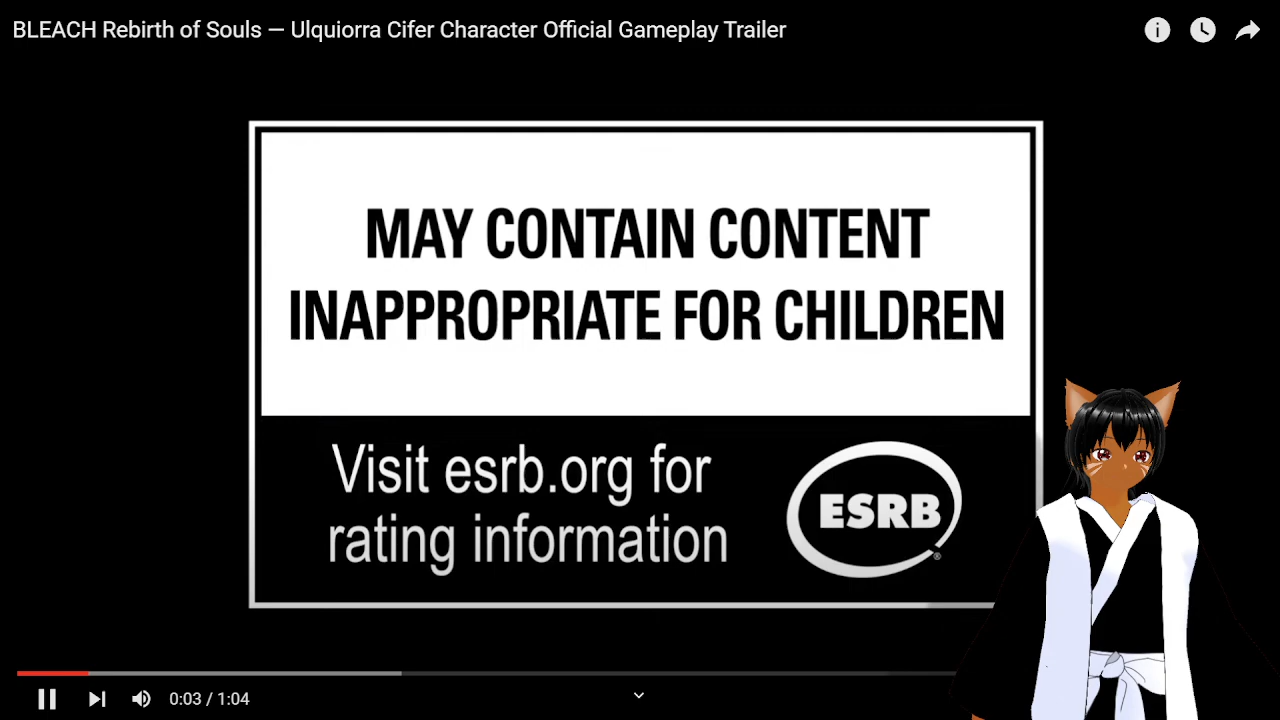 BLEACH Rebirth of Souls — Ulquiorra Cifer Character Official Gameplay Trailer
MAY CONTAIN CONTENT
INAPPROPRIATE FOR CHILDREN
Visit esrb.org for
rating information
ESRB
®
0:03 / 1:04